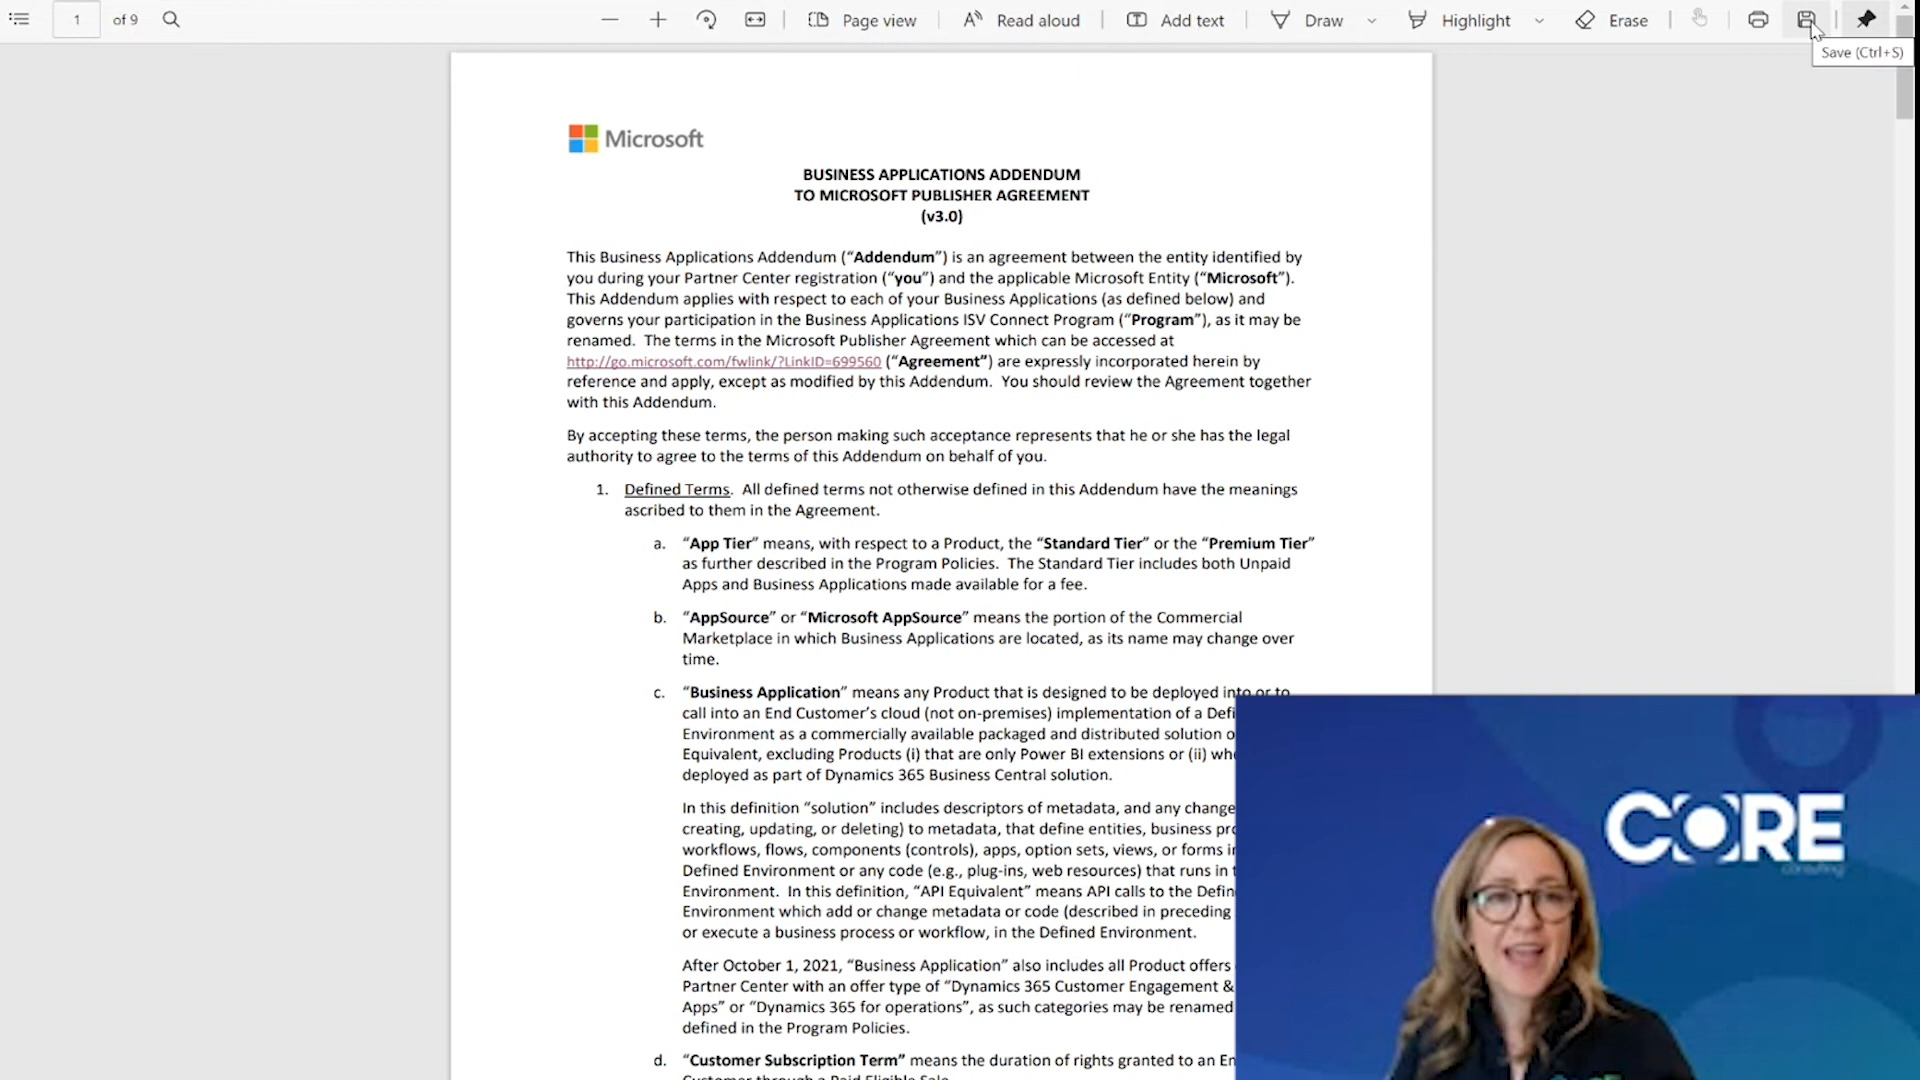 1 of 9 Page view Read aloud Add text Draw Highlight Erase
Save (Ctrl+S)
Microsoft
BUSINESS APPLICATIONS ADDENDUM
TO MICROSOFT PUBLISHER AGREEMENT
(v3.0)
This Business Applications Addendum (“Addendum”) is an agreement between the entity identified by
you during your Partner Center registration (“you”) and the applicable Microsoft Entity (“Microsoft”).
This Addendum applies with respect to each of your Business Applications (as defined below) and
governs your participation in the Business Applications ISV Connect Program (“Program”), as it may be
renamed. The terms in the Microsoft Publisher Agreement which can be accessed at
http://go.microsoft.com/fwlink/?LinkID=699560 (“Agreement”) are expressly incorporated herein by
reference and apply, except as modified by this Addendum. You should review the Agreement together
with this Addendum.
By accepting these terms, the person making such acceptance represents that he or she has the legal
authority to agree to the terms of this Addendum on behalf of you.
1. Defined Terms. All defined terms not otherwise defined in this Addendum have the meanings
ascribed to them in the Agreement.
a. “App Tier” means, with respect to a Product, the “Standard Tier” or the “Premium Tier”
as further described in the Program Policies. The Standard Tier includes both Unpaid
Apps and Business Applications made available for a fee.
b. “AppSource” or “Microsoft AppSource” means the portion of the Commercial
Marketplace in which Business Applications are located, as its name may change over
time.
c. “Business Application” means any Product that is designed to be deployed into or to
call into an End Customer’s cloud (not on-premises) implementation of a Defi
Environment as a commercially available packaged and distributed solution o
Equivalent, excluding Products (i) that are only Power BI extensions or (ii) whe
deployed as part of Dynamics 365 Business Central solution.
In this definition “solution” includes descriptors of metadata, and any change
creating, updating, or deleting) to metadata, that define entities, business pro
workflows, flows, components (controls), apps, option sets, views, or forms i
Defined Environment or any code (e.g., plug-ins, web resources) that runs in t
Environment. In this definition, “API Equivalent” means API calls to the Defin
Environment which add or change metadata or code (described in preceding
or execute a business process or workflow, in the Defined Environment.
After October 1, 2021, “Business Application” also includes all Product offers
Partner Center with an offer type of “Dynamics 365 Customer Engagement &
Apps” or “Dynamics 365 for operations”, as such categories may be renamed
defined in the Program Policies.
d. “Customer Subscription Term” means the duration of rights granted to an En
Customer through a Paid Eligible Sale
CORE
consulting